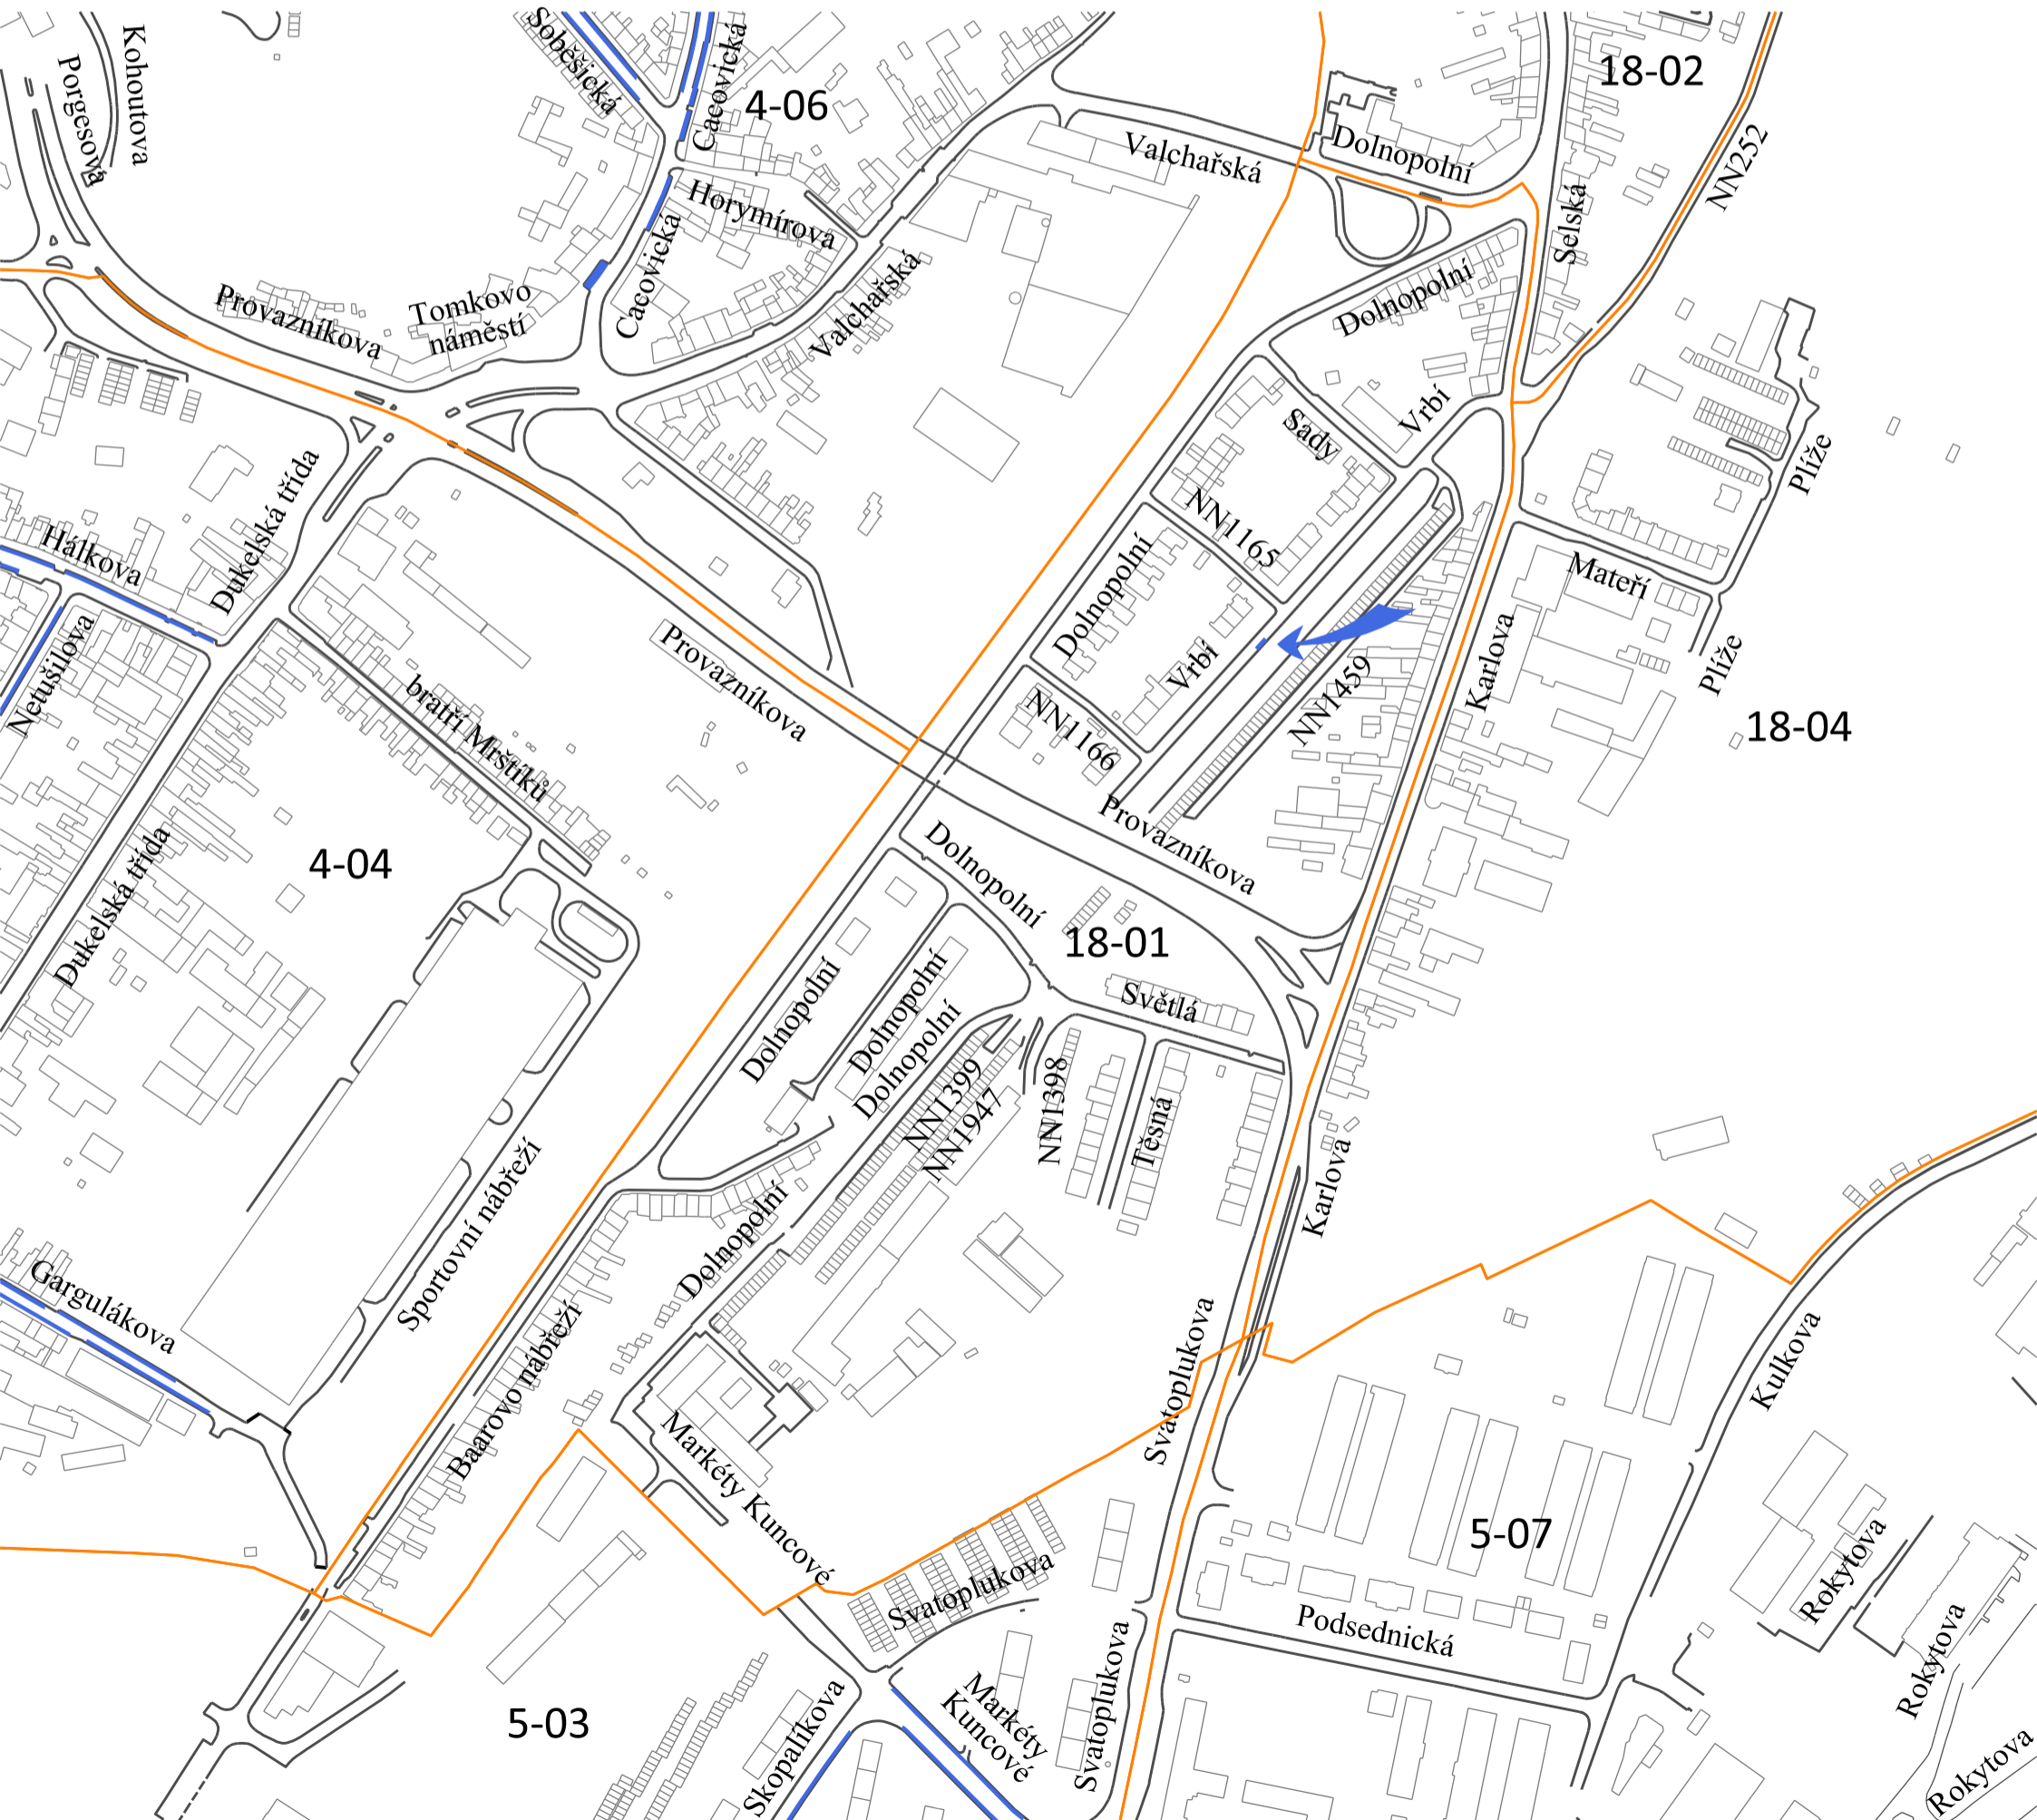 Kohoutova
Porgesova
Soběšická
Cacovická
4-06
18-02
Valchařská
Dolnopolní
NN252
Horymírova
Selská
Cacovická
Valchařská
Provazníkova
Tomkovo
náměstí
Dolnopolní
Vrbí
Sady
Plíže
Dukelská třída
Hálkova
NN1165
Mateří
Dolnopolní
Netušilova
Provazníkova
Vrbí
Karlova
Plíže
NN1459
bratří Mrštíků
NN1166
18-04
4-04
Dukelská třída
Provazníkova
Dolnopolní
18-01
Světlá
Dolnopolní
Dolnopolní
Dolnopolní
NN1399
NN1947
NN1398
Těsná
Karlova
Sportovní nábřeží
Dolnopolní
Gargulákova
Baarovo nábřeží
Svatoplukova
Kulkova
Markéty Kuncové
5-07
Svatoplukova
Rokytova
Podsednická
Rokytova
5-03
Skopalíkova
Markéty
Kuncové
Svatoplukova
Rokytova